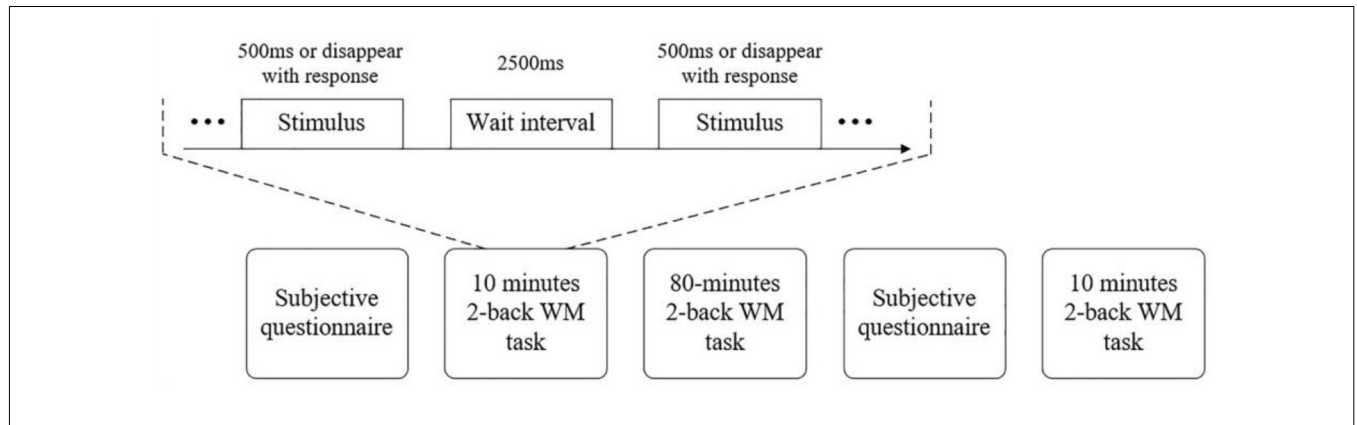 500ms or disappear
with response
2500ms
500ms or disappear
with response
•••
Stimulus
Wait interval
Stimulus
•••
Subjective
questionnaire
10 minutes
2-back WM
task
80-minutes
2-back WM
task
Subjective
questionnaire
10 minutes
2-back WM
task